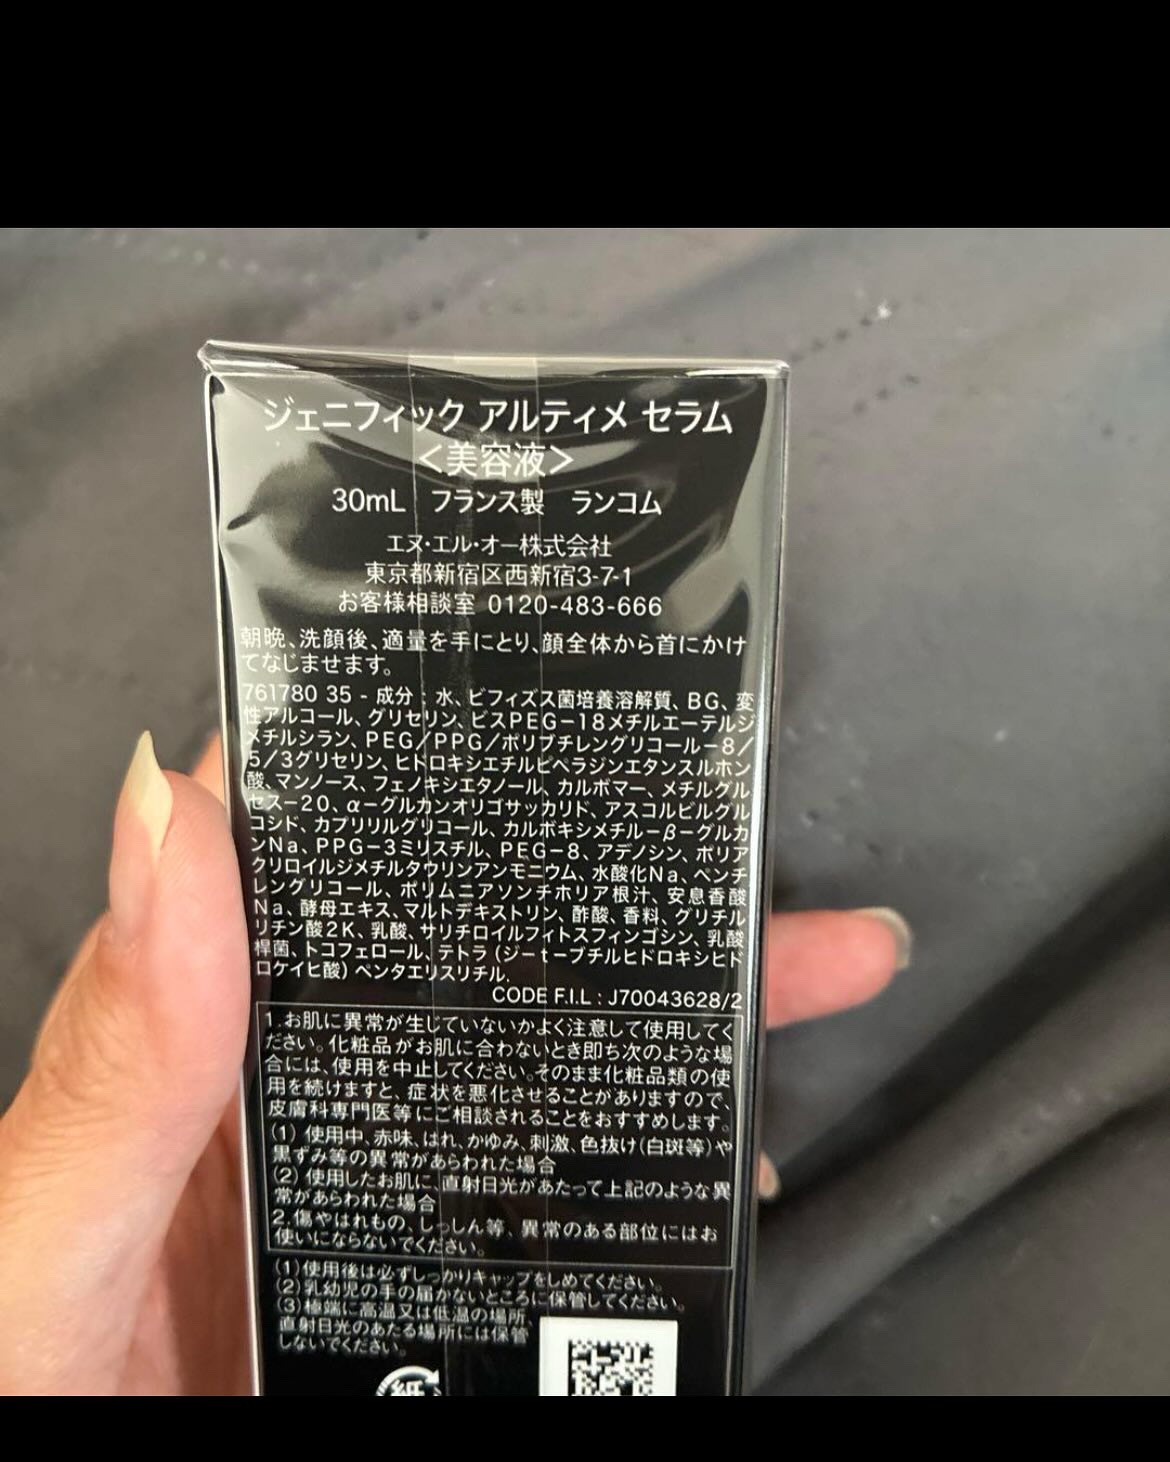 ジェニフィック アルティメ セラム
<美容液>
30mL フランス製 ランコム
エヌ・エル・オー株式会社
東京都新宿区西新宿3-7-1
お客様相談室 0120-483-666
朝晩、洗顔後、適量を手にとり、顔全体から首にかけ
てなじませます。
761780 35 - 成分 : 水、ビフィズス菌培養溶解質、BG、変
性アルコール、グリセリン、ビスPEG-18メチルエーテルジ
メチルシラン、PEG/PPG/ポリブチレングリコール-8/
5/3グリセリン、ヒドロキシエチルピペラジンエタンスルホン
酸、マンノース、フェノキシエタノール、カルボマー、メチルグル
セス-20、α-グルカンオリゴサッカリド、アスコルビルグル
コシド、カプリリルグリコール、カルボキシメチル-β-グルカ
ンNa、PPG-3ミリスチル、PEG-8、アデノシン、ポリア
クリロイルジメチルタウリンアンモニウム、水酸化Na、ペンチ
レングリコール、ポリムニアソンチホリア根汁、安息香酸
Na、酵母エキス、マルトデキストリン、酢酸、香料、グリチル
リチン酸2K、乳酸、サリチロイルフィトスフィンゴシン、乳酸
桿菌、トコフェロール、テトラ(ジ-t-ブチルヒドロキシヒド
ロケイヒ酸)ペンタエリスリチル.
CODE F.I.L : J70043628/2
1.お肌に異常が生じていないかよく注意して使用してく
ださい。化粧品がお肌に合わないとき即ち次のような場
合には、使用を中止してください。そのまま化粧品類の使
用を続けますと、症状を悪化させることがありますので、
皮膚科専門医等にご相談されることをおすすめします。
(1) 使用中、赤味、はれ、かゆみ、刺激、色抜け(白斑等)や
黒ずみ等の異常があらわれた場合
(2) 使用したお肌に、直射日光があたって上記のような異
常があらわれた場合
2.傷やはれもの、しっしん等、異常のある部位にはお
使いにならないでください。
(1)使用後は必ずしっかりキャップをしめてください。
(2)乳幼児の手の届かないところに保管してください。
(3)極端に高温又は低温の場所、
直射日光のあたる場所には保管
しないでください。
紙